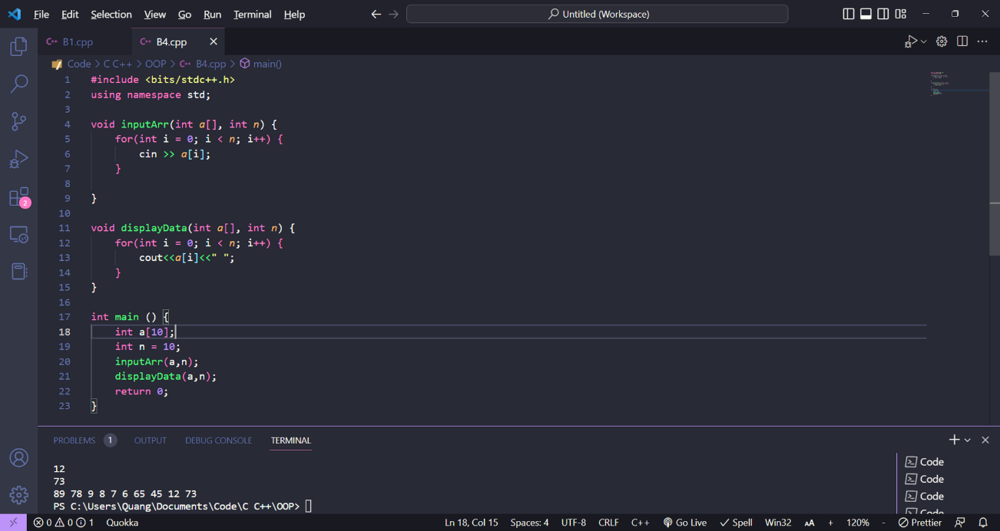 File Edit Selection View Go Run Terminal Help Untitled (Workspace)
C++ B1.cpp C++ B4.cpp
Code > C C++ > OOP > C++ B4.cpp > main()
1 #include <bits/stdc++.h>
2 using namespace std;
3
4 void inputArr(int a[], int n) {
5     for(int i = 0; i < n; i++) {
6         cin >> a[i];
7     }
8
9 }
10
11 void displayData(int a[], int n) {
12     for(int i = 0; i < n; i++) {
13         cout<<a[i]<<" ";
14     }
15 }
16
17 int main () {
18     int a[10];
19     int n = 10;
20     inputArr(a,n);
21     displayData(a,n);
22     return 0;
23 }
2
PROBLEMS 1 OUTPUT DEBUG CONSOLE TERMINAL
12
73
89 78 9 8 7 6 65 45 12 73
PS C:\Users\Quang\Documents\Code\C C++\OOP>
Code
Code
Code
Code
0 0 1 Quokka Ln 18, Col 15 Spaces: 4 UTF-8 CRLF C++ Go Live Spell Win32 AA + 120% - Prettier